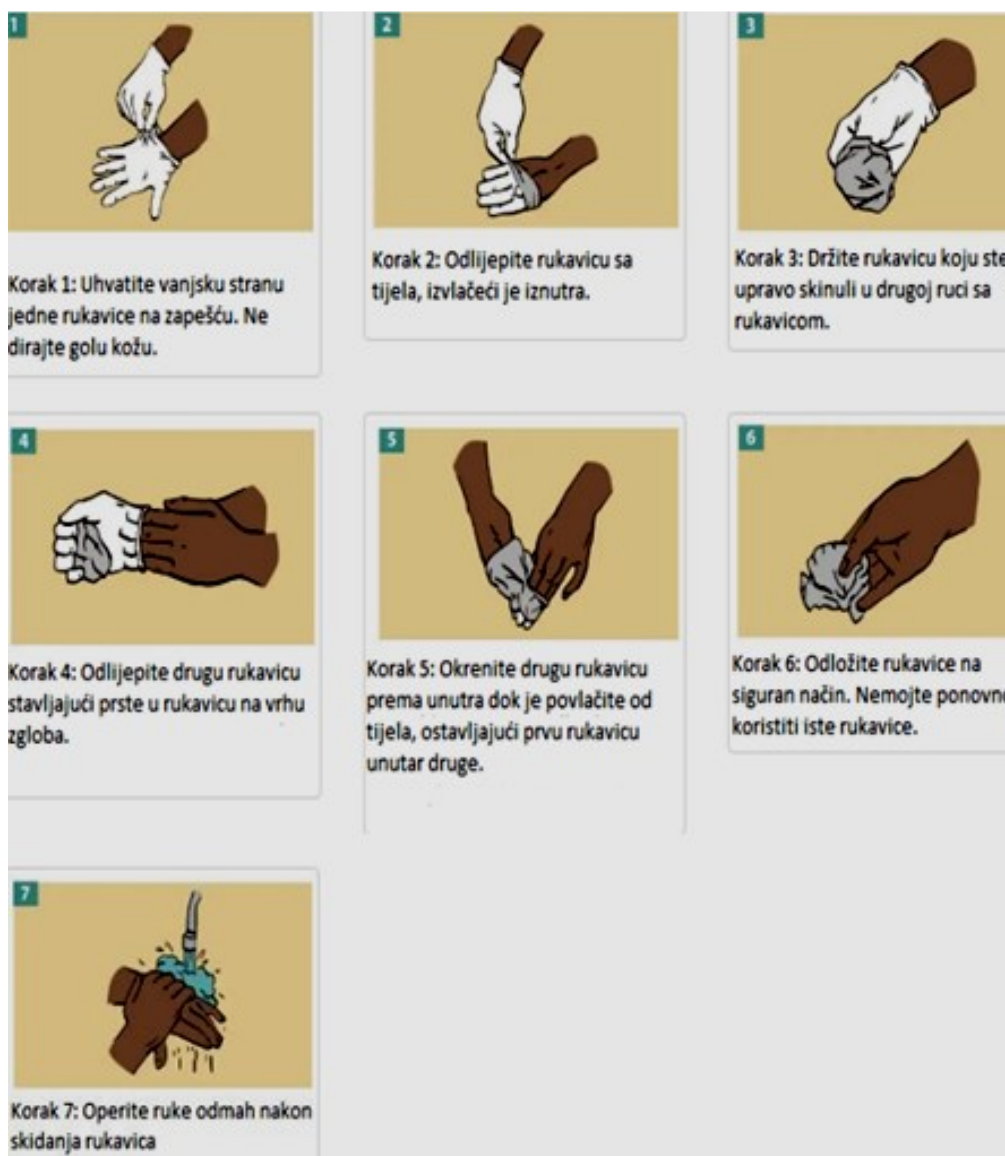 1
Korak 1: Uhvatite vanjsku stranu
jedne rukavice na zapešću. Ne
dirajte golu kožu.
2
Korak 2: Odlijepite rukavicu sa
tijela, izvlačeći je iznutra.
3
Korak 3: Držite rukavicu koju ste
upravo skinuli u drugoj ruci sa
rukavicom.
4
Korak 4: Odlijepite drugu rukavicu
stavljajući prste u rukavicu na vrhu
zgloba.
5
Korak 5: Okrenite drugu rukavicu
prema unutra dok je povlačite od
tijela, ostavljajući prvu rukavicu
unutar druge.
6
Korak 6: Odložite rukavice na
siguran način. Nemojte ponovno
koristiti iste rukavice.
7
Korak 7: Operite ruke odmah nakon
skidanja rukavica